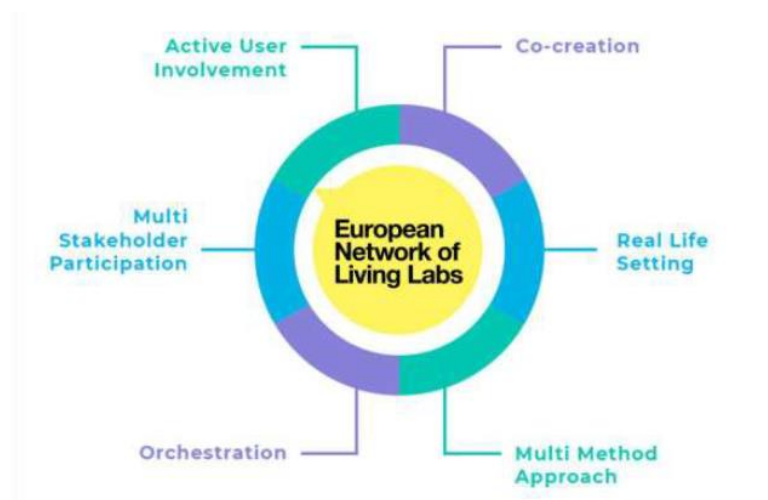 Active User
Involvement
Co-creation
Multi
Stakeholder
Participation
European
Network of
Living Labs
Real Life
Setting
Orchestration
Multi Method
Approach